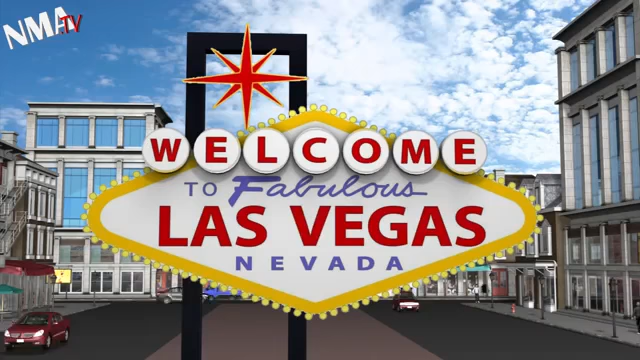 NMA.TV
WELCOME
TO Fabulous
LAS VEGAS
NEVADA